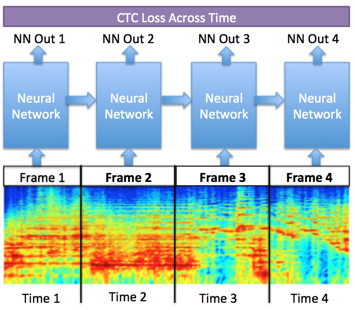 CTC Loss Across Time
NN Out 1 NN Out 2 NN Out 3 NN Out 4
Neural Network Neural Network Neural Network Neural Network
Frame 1 Frame 2 Frame 3 Frame 4
Time 1 Time 2 Time 3 Time 4